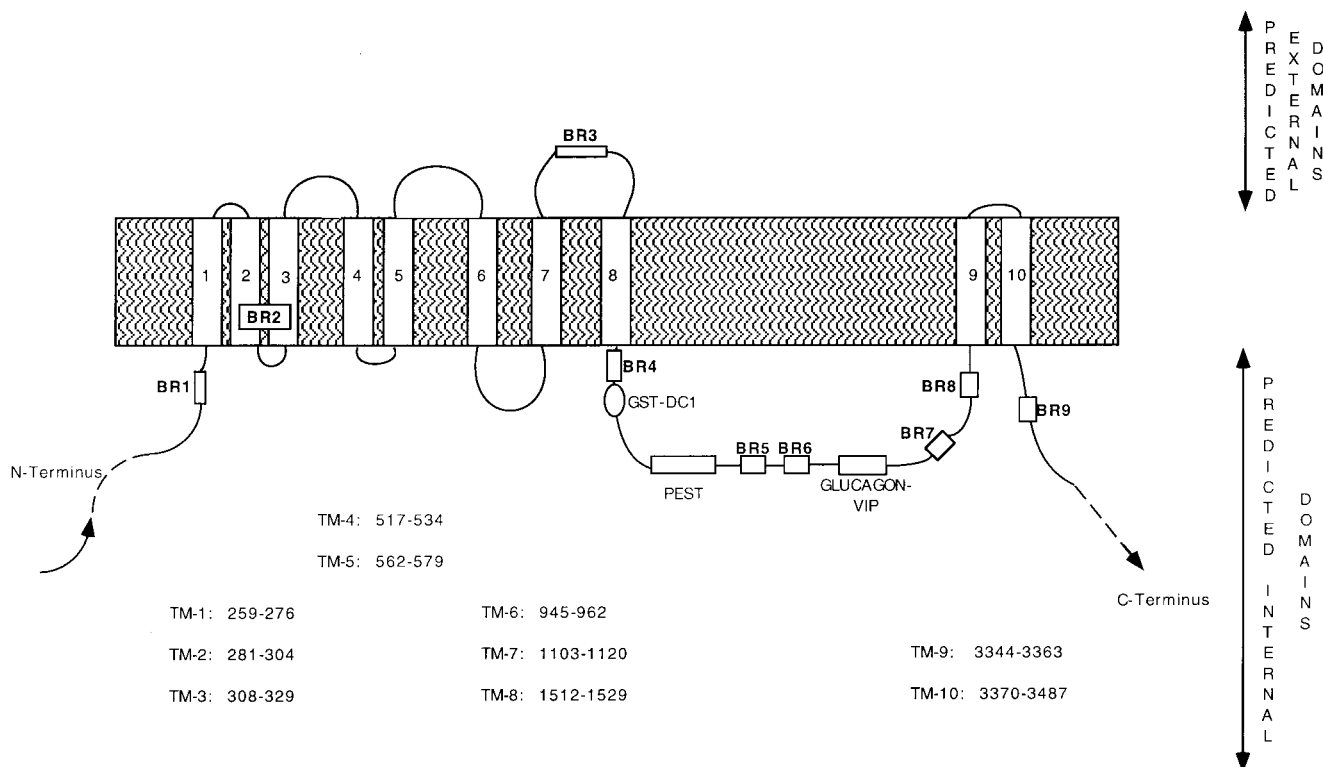 PREDICTED
EXTERNAL
DOMAINS
BR3
1
2
3
4
5
6
7
8
9
10
BR2
BR1
BR4
BR8
GST-DC1
BR9
BR7
BR5
BR6
N-Terminus
PEST
GLUCAGON-
VIP
TM-4: 517-534
TM-5: 562-579
C-Terminus
TM-1: 259-276
TM-2: 281-304
TM-3: 308-329
TM-6: 945-962
TM-7: 1103-1120
TM-8: 1512-1529
TM-9: 3344-3363
TM-10: 3370-3487
PREDICTED INTERNAL
DOMAINS